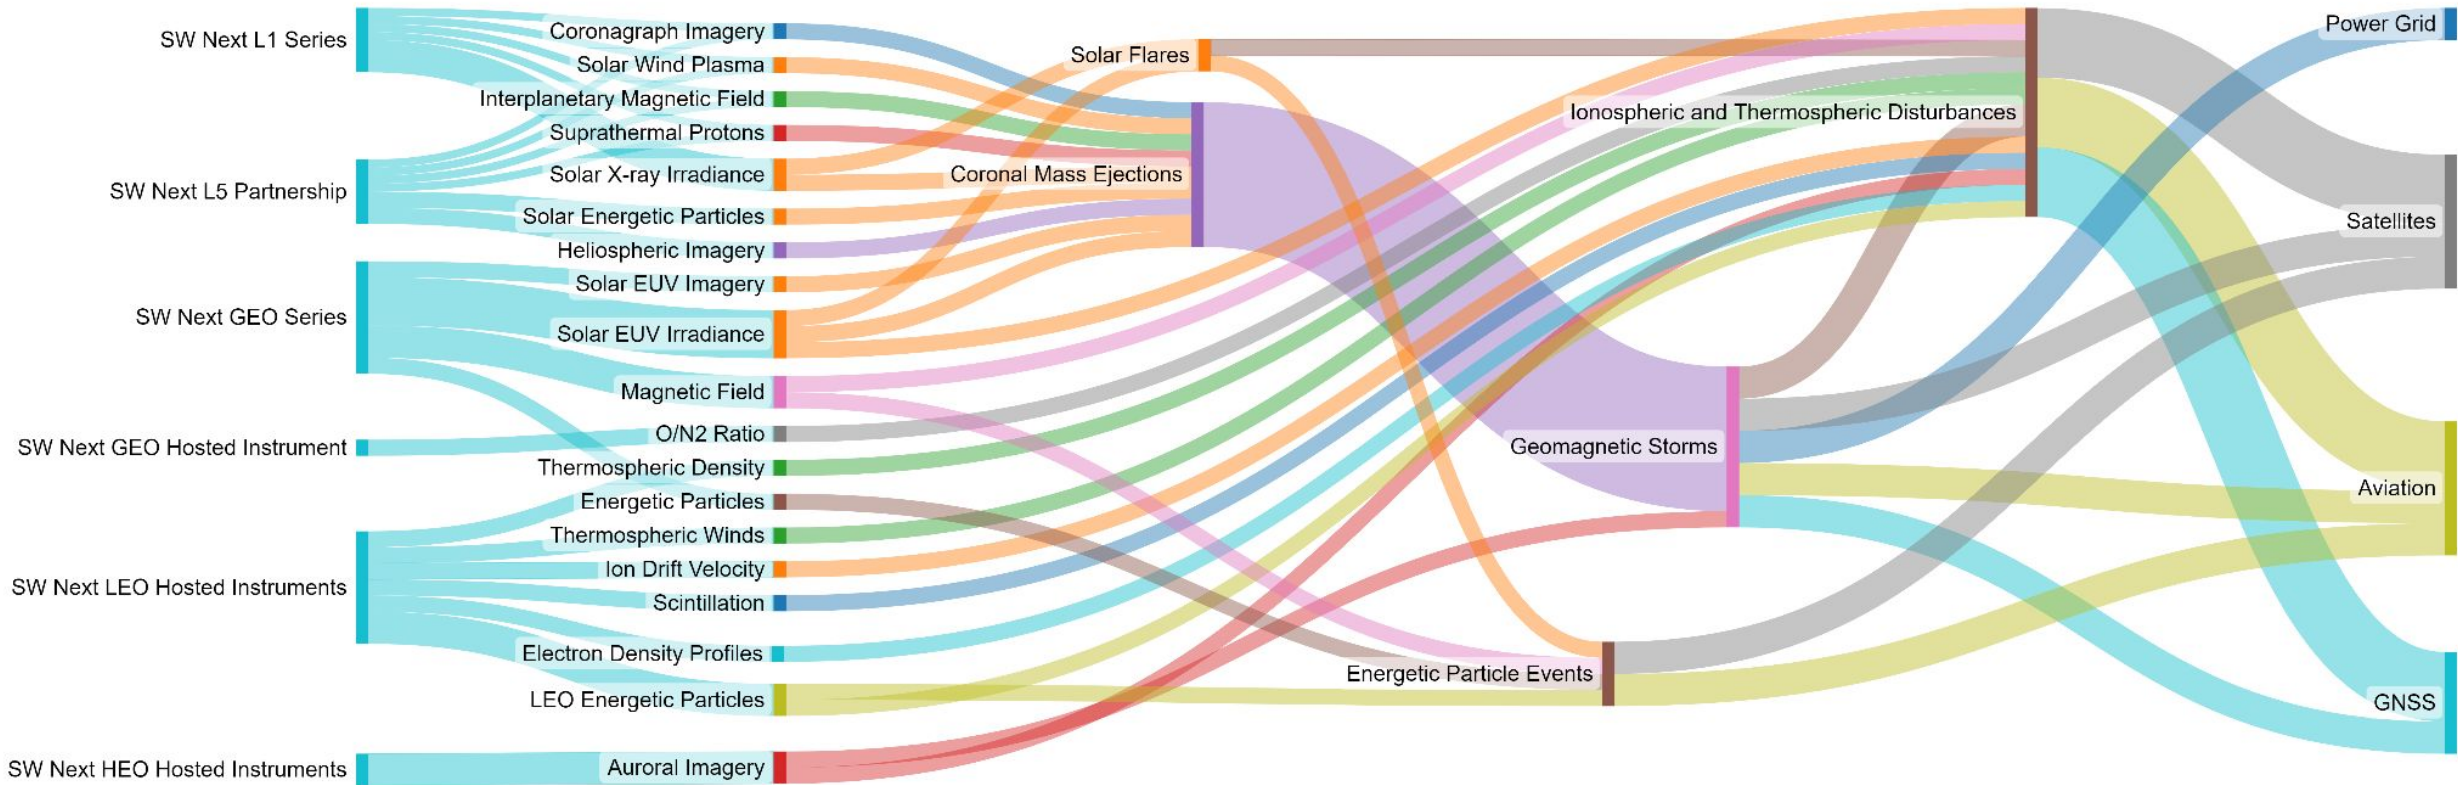 SW Next L1 Series
SW Next L5 Partnership
SW Next GEO Series
SW Next GEO Hosted Instrument
SW Next LEO Hosted Instruments
SW Next HEO Hosted Instruments
Coronagraph Imagery
Solar Wind Plasma
Interplanetary Magnetic Field
Suprathermal Protons
Solar X-ray Irradiance
Solar Energetic Particles
Heliospheric Imagery
Solar EUV Imagery
Solar EUV Irradiance
Magnetic Field
O/N2 Ratio
Thermospheric Density
Energetic Particles
Thermospheric Winds
Ion Drift Velocity
Scintillation
Electron Density Profiles
LEO Energetic Particles
Auroral Imagery
Solar Flares
Coronal Mass Ejections
Energetic Particle Events
Geomagnetic Storms
Ionospheric and Thermospheric Disturbances
Power Grid
Satellites
Aviation
GNSS